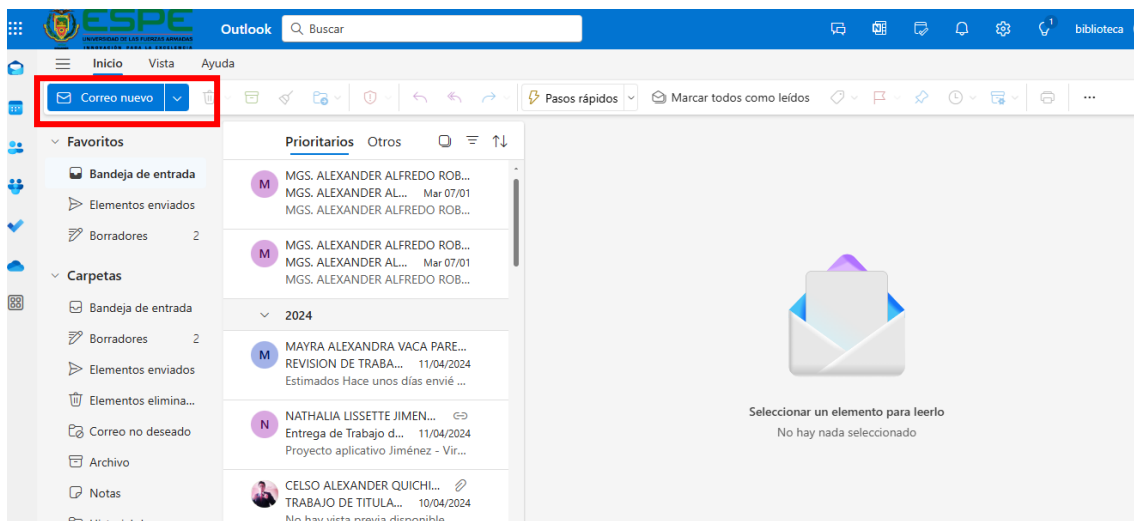 ESPE
UNIVERSIDAD DE LAS FUERZAS ARMADAS
INNOVACIÓN PARA LA EXCELENCIA
Outlook
Buscar
1
biblioteca
Inicio Vista Ayuda
Correo nuevo
Pasos rápidos
Marcar todos como leídos
Favoritos
Bandeja de entrada
Elementos enviados
Borradores 2
Carpetas
Bandeja de entrada
Borradores 2
Elementos enviados
Elementos elimina...
Correo no deseado
Archivo
Notas
Prioritarios Otros
M
MGS. ALEXANDER ALFREDO ROB...
MGS. ALEXANDER AL... Mar 07/01
MGS. ALEXANDER ALFREDO ROB...
M
MGS. ALEXANDER ALFREDO ROB...
MGS. ALEXANDER AL... Mar 07/01
MGS. ALEXANDER ALFREDO ROB...
2024
M
MAYRA ALEXANDRA VACA PARE...
REVISION DE TRABA... 11/04/2024
Estimados Hace unos días envié ...
N
NATHALIA LISSETTE JIMEN...
Entrega de Trabajo d... 11/04/2024
Proyecto aplicativo Jiménez - Vir...
CELSO ALEXANDER QUICHI...
TRABAJO DE TITULA... 10/04/2024
No hay vista previa disponible
Seleccionar un elemento para leerlo
No hay nada seleccionado